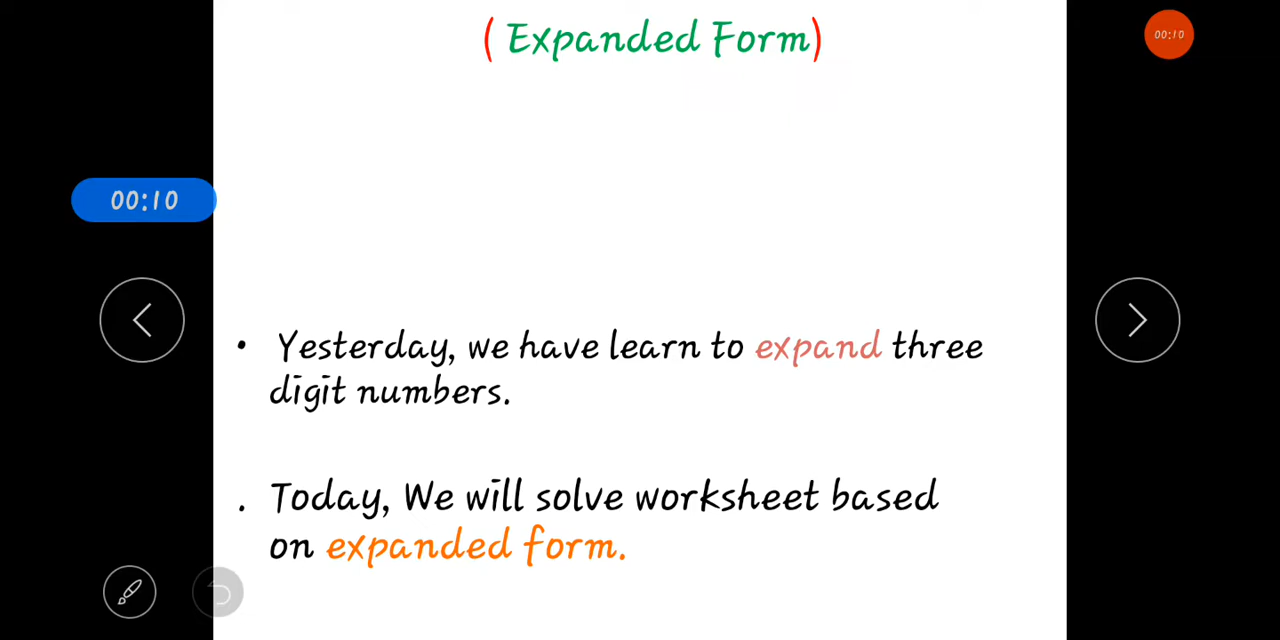 ( Expanded Form)
00:10
00:10
• Yesterday, we have learn to expand three
digit numbers.
. Today, We will solve worksheet based
on expanded form.